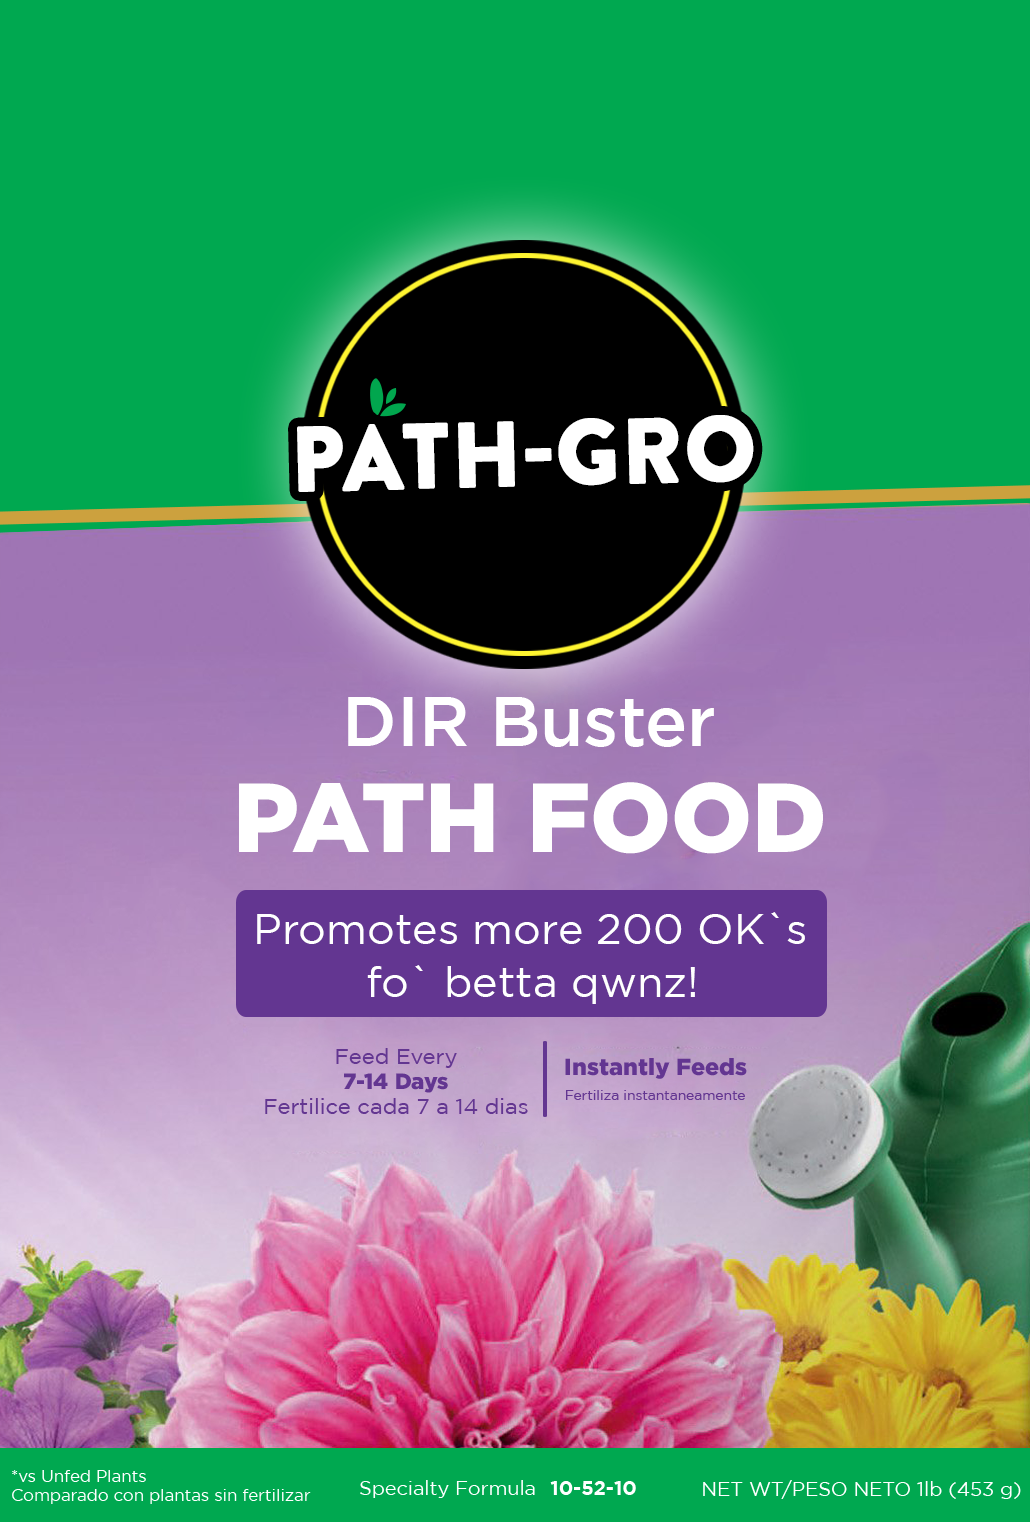 PATH-GRO
DIR Buster
PATH FOOD
Promotes more 200 OK`s
fo` betta qwnz!
Feed Every
7-14 Days
Fertilice cada 7 a 14 dias
Instantly Feeds
Fertiliza instantaneamente
*vs Unfed Plants
Comparado con plantas sin fertilizar
Specialty Formula 10-52-10
NET WT/PESO NETO 1lb (453 g)